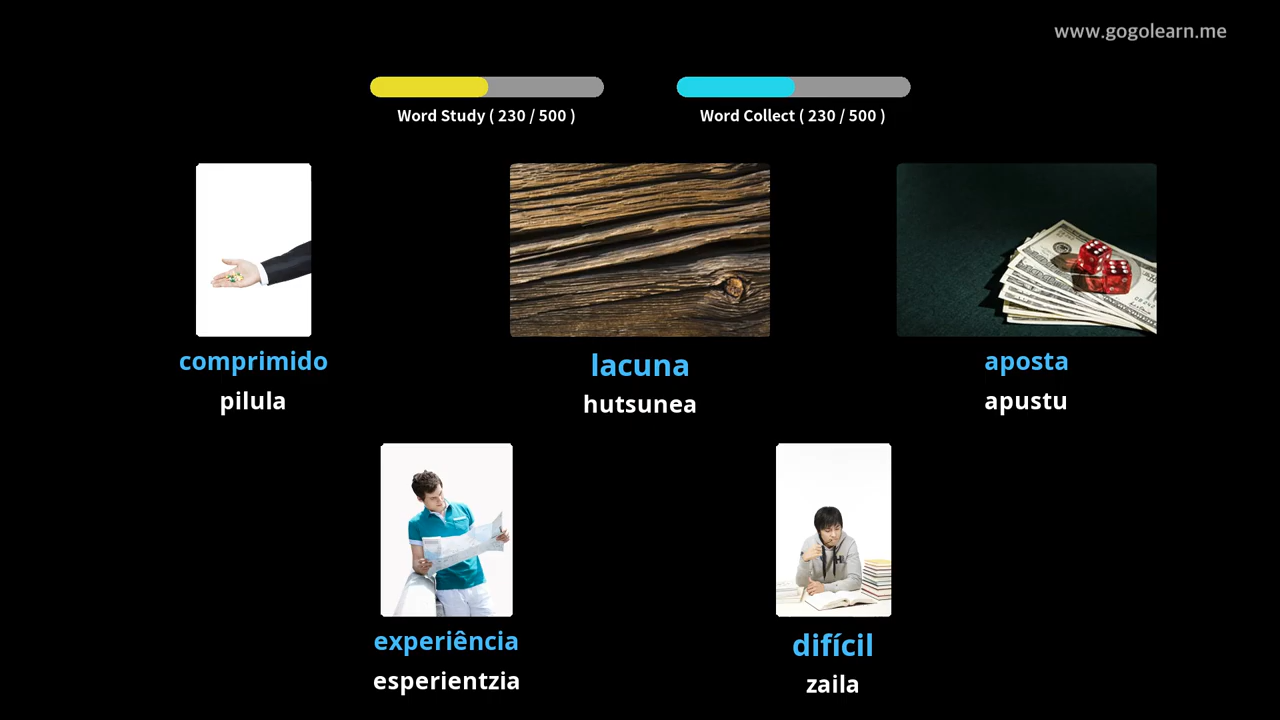 www.gogolearn.me
Word Study ( 230 / 500 )
Word Collect ( 230 / 500 )
comprimido
pilula
lacuna
hutsunea
aposta
apustu
experiência
esperientzia
difícil
zaila